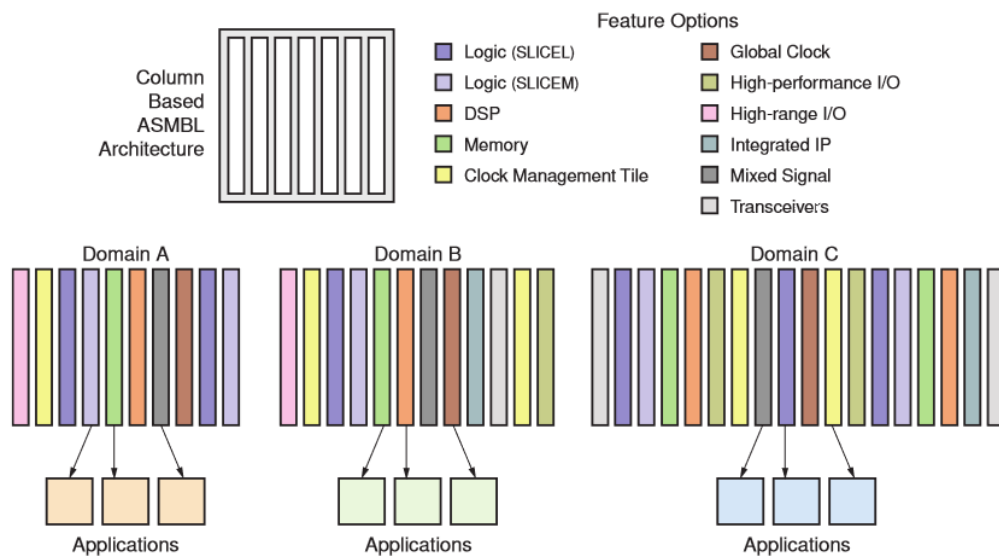 Feature Options
Column
Based
ASMBL
Architecture
Logic (SLICEL)
Logic (SLICEM)
DSP
Memory
Clock Management Tile
Global Clock
High-performance I/O
High-range I/O
Integrated IP
Mixed Signal
Transceivers
Domain A
Domain B
Domain C
Applications
Applications
Applications